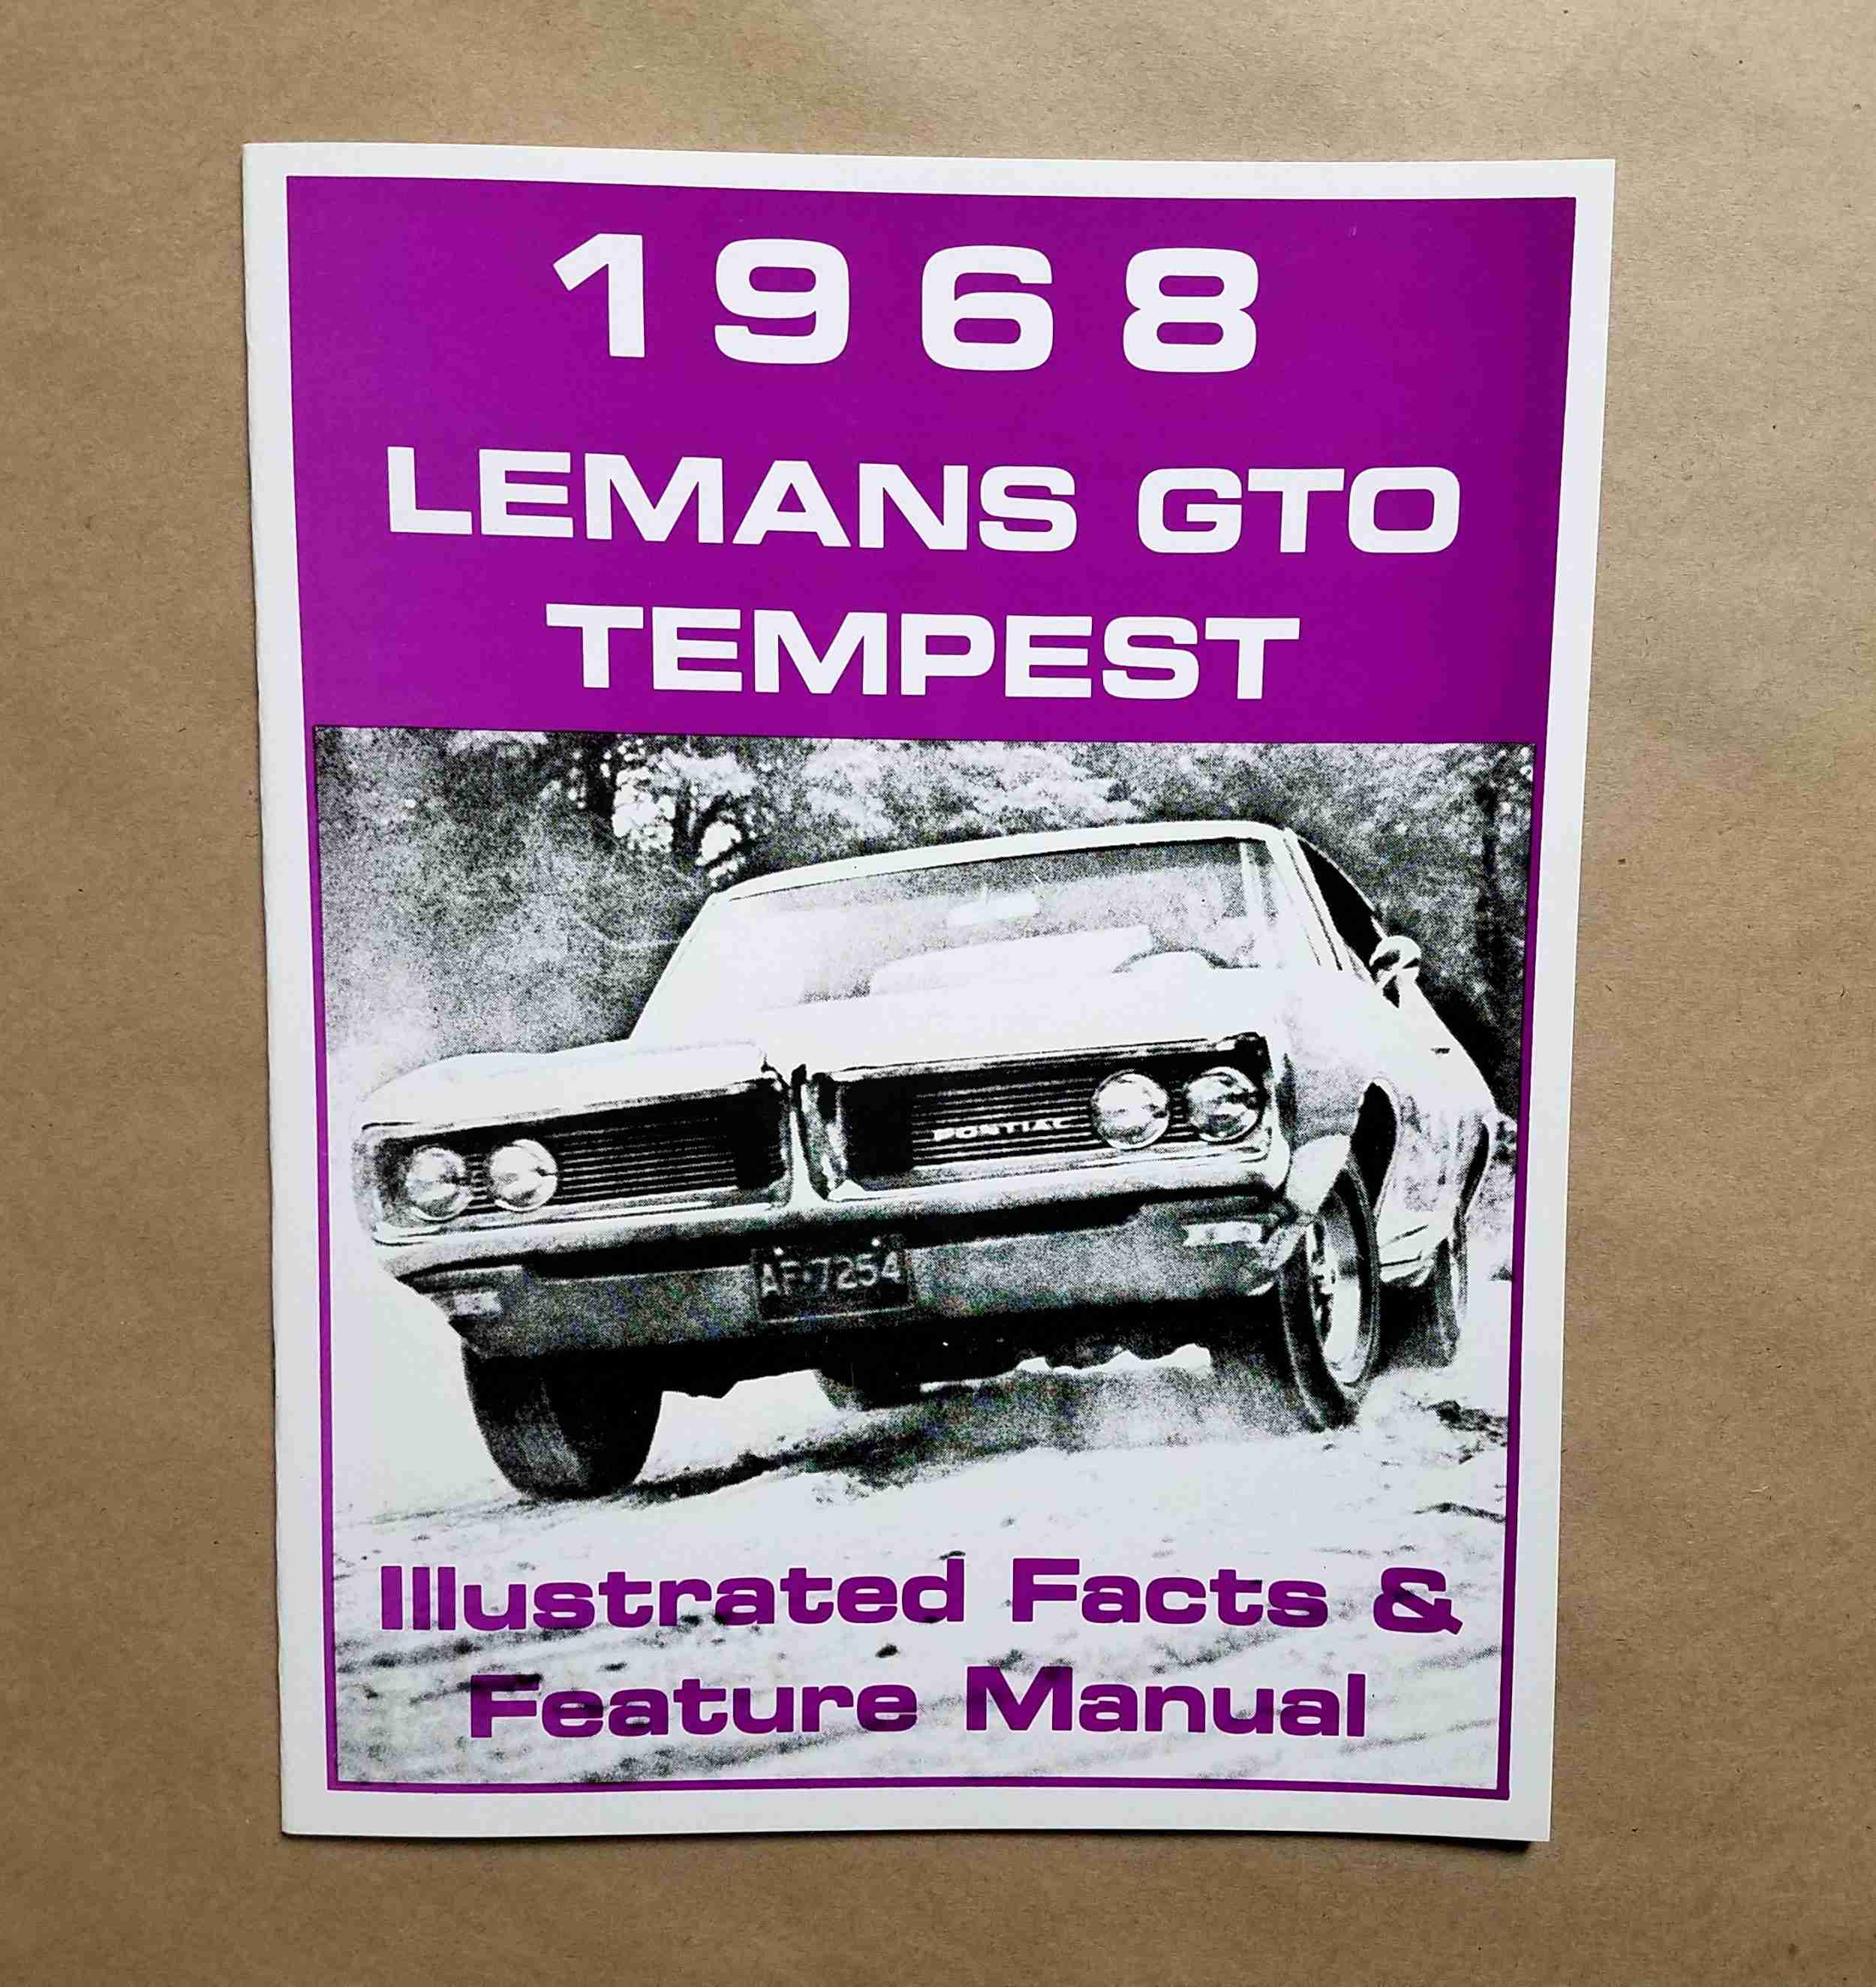 1968
LEMANS GTO
TEMPEST
PONTIAC
AF·7254
Illustrated Facts &
Feature Manual